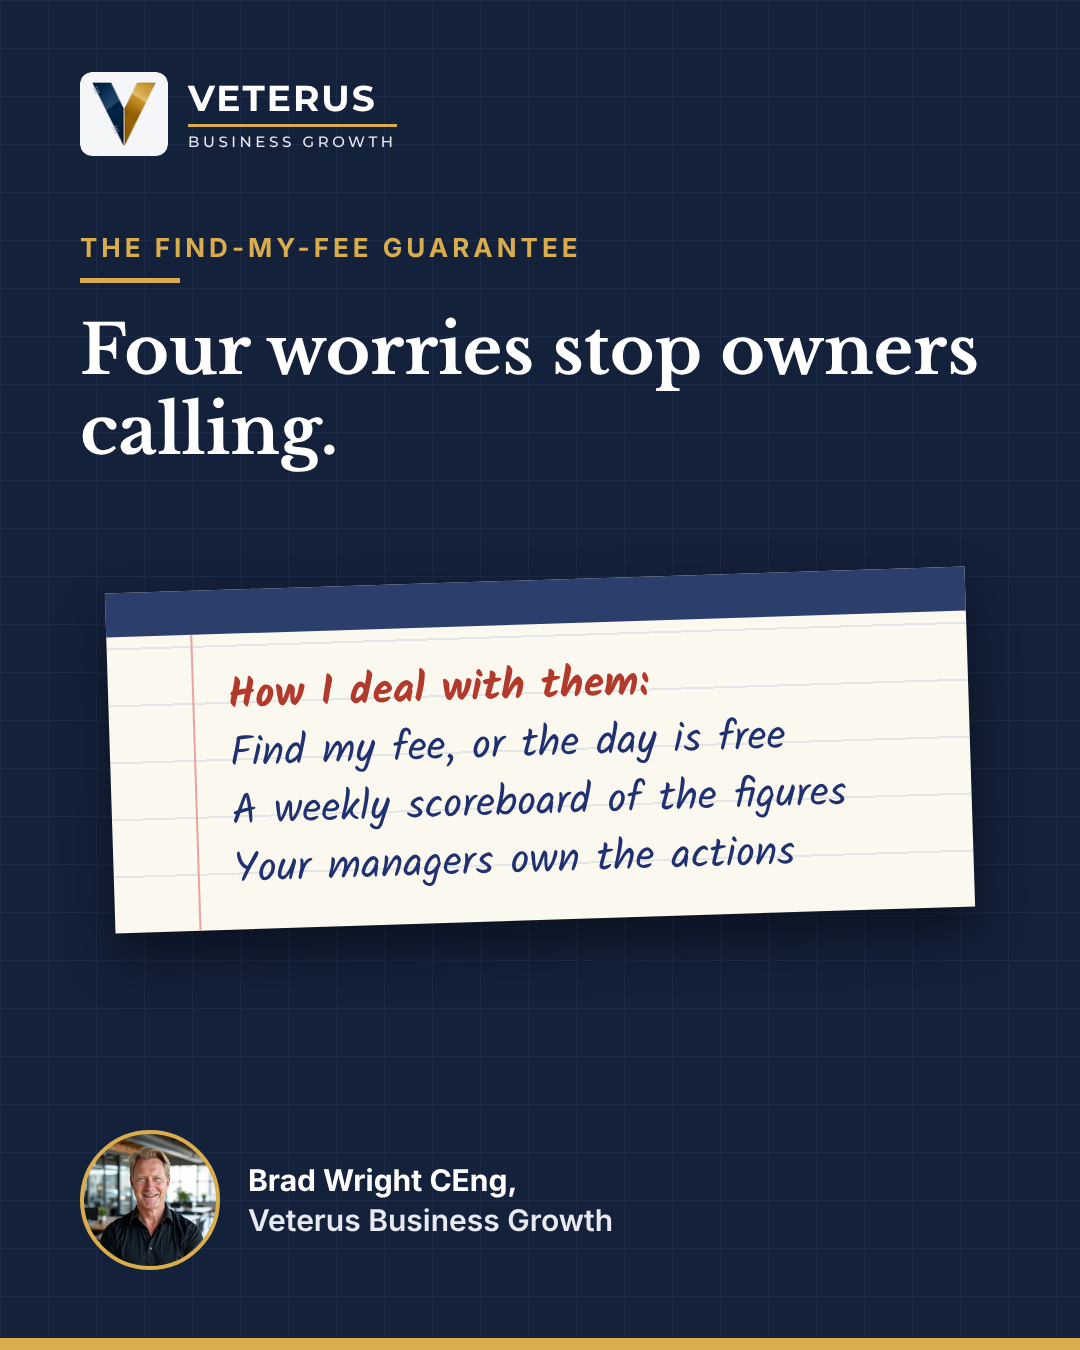 VETERUS
BUSINESS GROWTH
THE FIND-MY-FEE GUARANTEE
Four worries stop owners
calling.
How I deal with them:
Find my fee, or the day is free
A weekly scoreboard of the figures
Your managers own the actions
Brad Wright CEng,
Veterus Business Growth